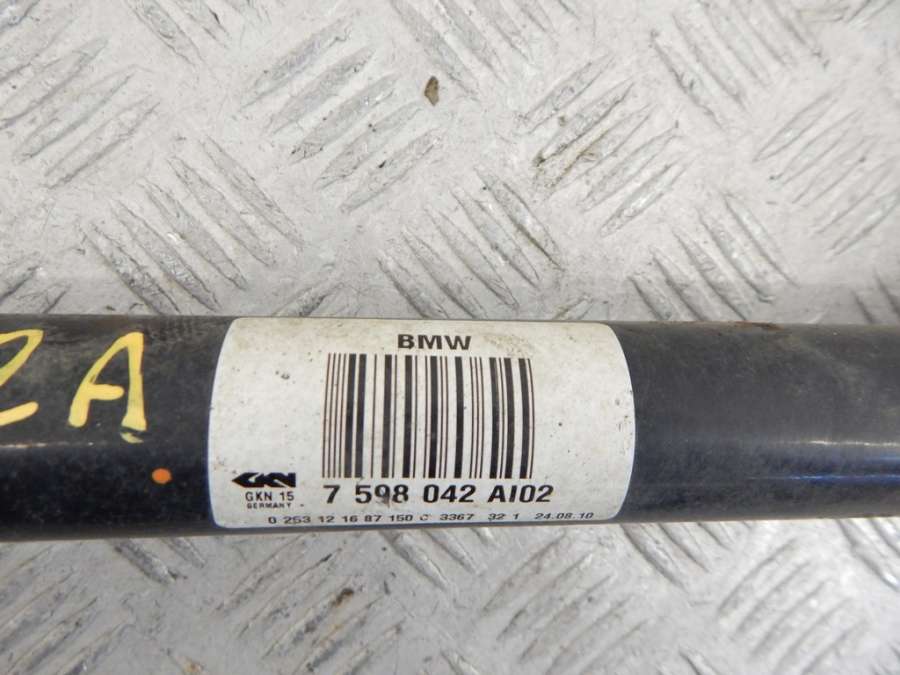 2 A
BMW
GKN
GKN 15
GERMANY
7 598 042 AI02
0 253 12 16 87 150 C 3367 32 1 24.08.10